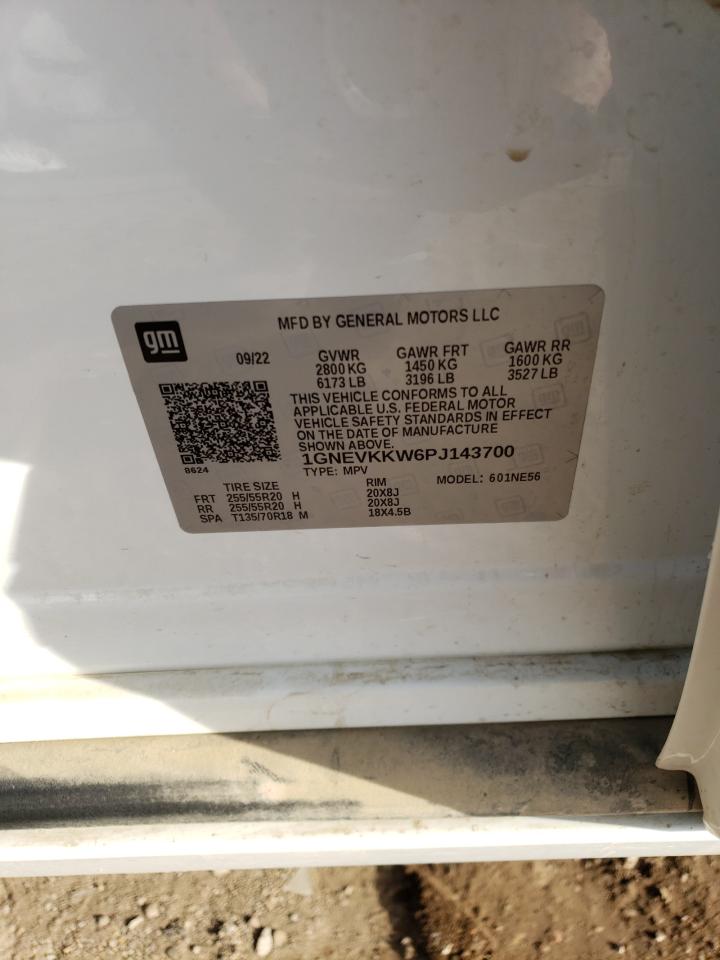 gm
MFD BY GENERAL MOTORS LLC
09/22 GVWR GAWR FRT GAWR RR
2800 KG 1450 KG 1600 KG
6173 LB 3196 LB 3527 LB
THIS VEHICLE CONFORMS TO ALL
APPLICABLE U.S. FEDERAL MOTOR
VEHICLE SAFETY STANDARDS IN EFFECT
ON THE DATE OF MANUFACTURE
SHOWN ABOVE.
8624
1GNEVKKW6PJ143700
TYPE: MPV MODEL: 601NE56
TIRE SIZE RIM
FRT 255/55R20 H 20X8J
RR 255/55R20 H 20X8J
SPA T135/70R18 M 18X4.5B